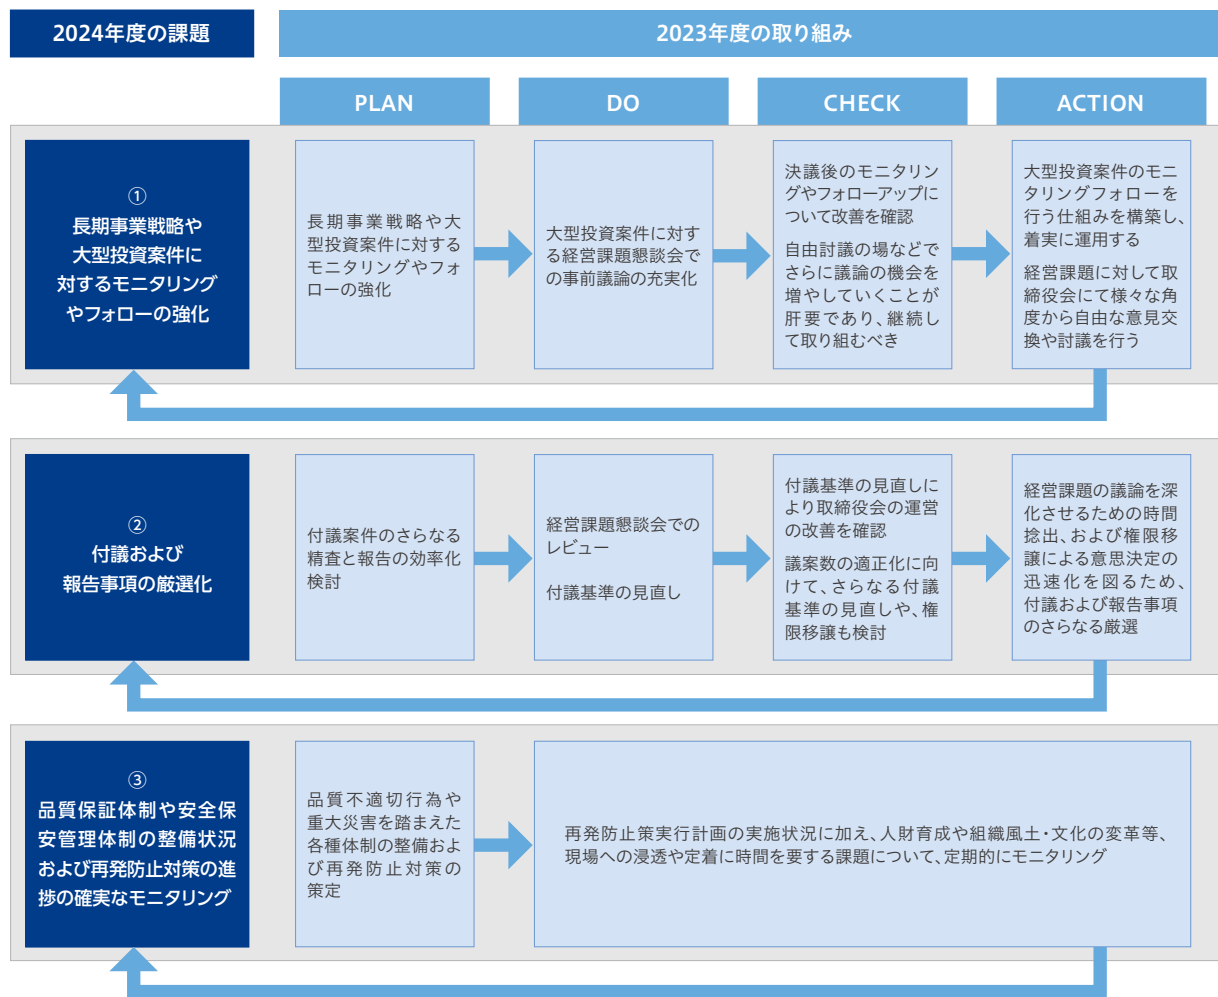 2024年度の課題
2023年度の取り組み
PLAN
DO
CHECK
ACTION
①
長期事業戦略や
大型投資案件に
対するモニタリング
やフォローの強化
長期事業戦略や大
型投資案件に対する
モニタリングやフォ
ローの強化
大型投資案件に対す
る経営課題懇談会で
の事前議論の充実化
決議後のモニタリン
グやフォローアップに
ついて改善を確認
自由討議の場などで
さらに議論の機会を
増やしていくことが
肝要であり、継続し
て取り組むべき
大型投資案件のモニ
タリングフォローを
行う仕組みを構築し、
着実に運用する
経営課題に対して取
締役会にて様々な角
度から自由な意見交
換や討議を行う
②
付議および
報告事項の厳選化
付議案件のさらなる
精査と報告の効率化
検討
経営課題懇談会での
レビュー
付議基準の見直し
付議基準の見直しに
より取締役会の運営
の改善を確認
議案数の適正化に向
けて、さらなる付議
基準の見直しや、権
限移譲も検討
経営課題の議論を深
化させるための時間
捻出、および権限移
譲による意思決定の
迅速化を図るため、
付議および報告事項
のさらなる厳選
③
品質保証体制や安全保
安管理体制の整備状況
および再発防止対策の進
捗の確実なモニタリング
品質不適切行為や
重大災害を踏まえた
各種体制の整備およ
び再発防止対策の
策定
再発防止策実行計画の実施状況に加え、人財育成や組織風土・文化の変革等、
現場への浸透や定着に時間を要する課題について、定期的にモニタリング